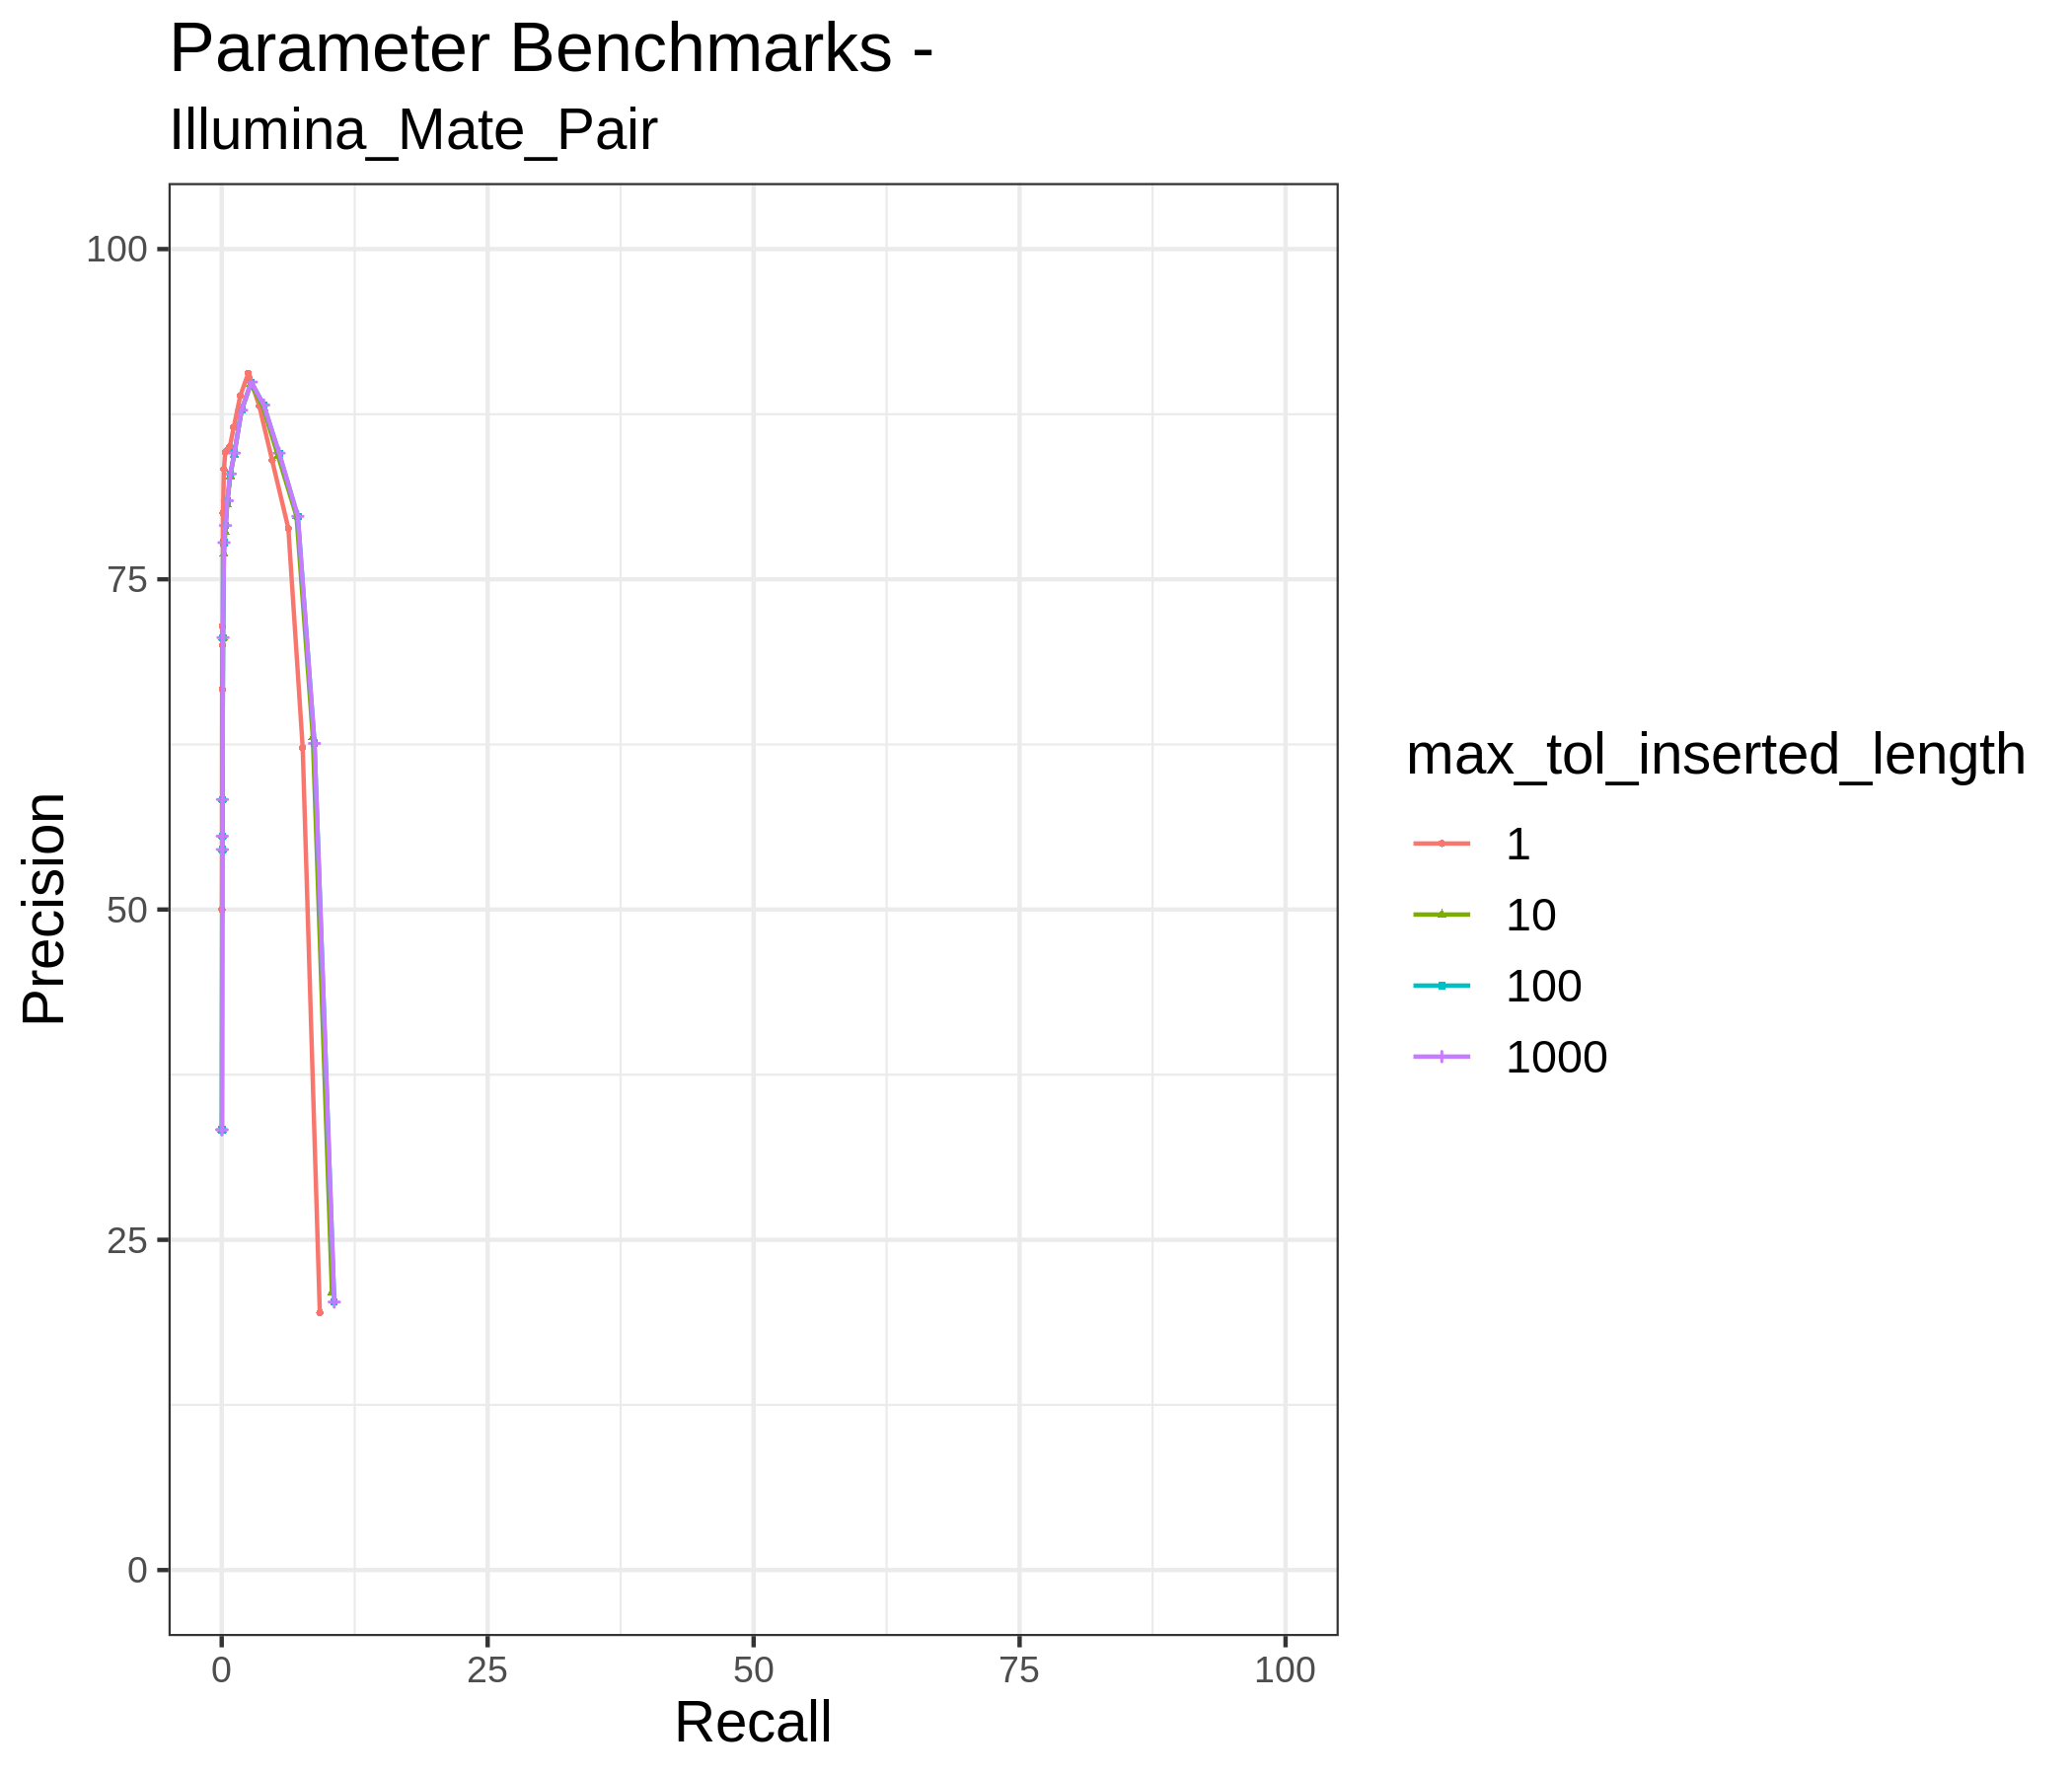 Parameter Benchmarks -
Illumina_Mate_Pair
100
75
50
25
0
Precision
0 25 50 75 100
Recall
max_tol_inserted_length
1
10
100
1000